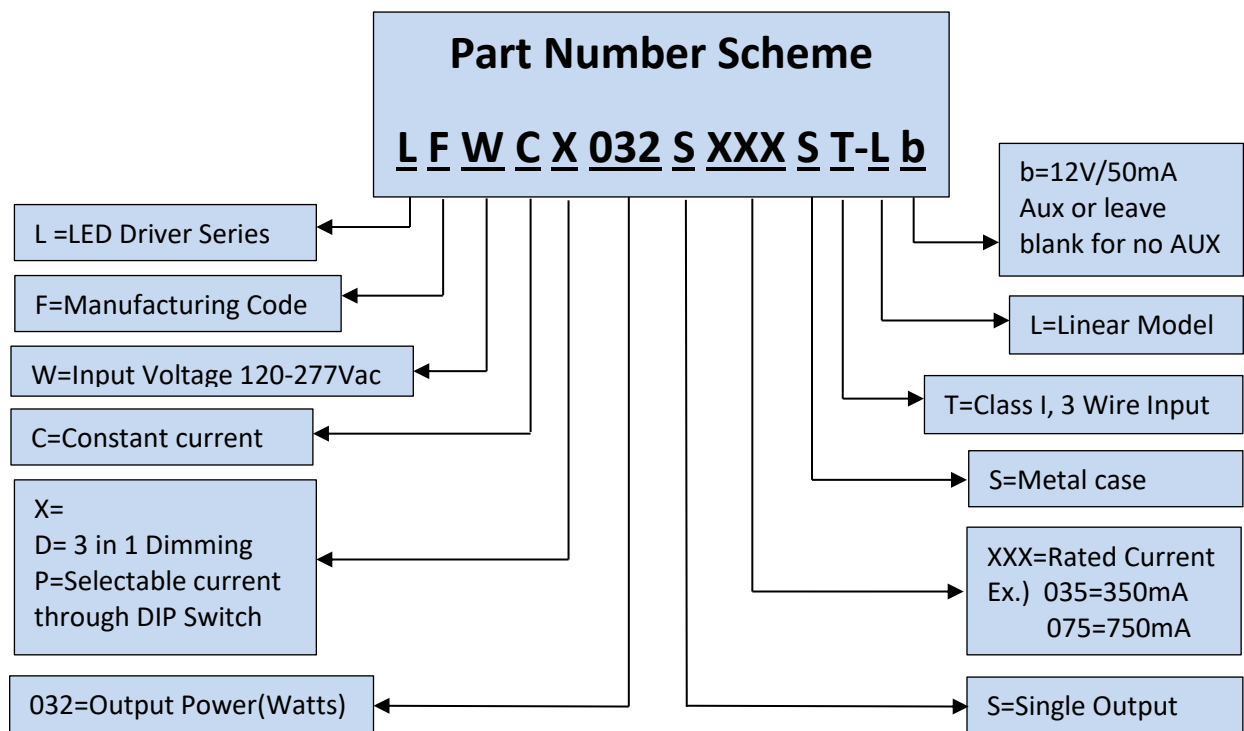 Part Number Scheme
L F W C X 032 S XXX S T-L b
L =LED Driver Series
F=Manufacturing Code
W=Input Voltage 120-277Vac
C=Constant current
X=
D= 3 in 1 Dimming
P=Selectable current
through DIP Switch
032=Output Power(Watts)
b=12V/50mA
Aux or leave
blank for no AUX
L=Linear Model
T=Class I, 3 Wire Input
S=Metal case
XXX=Rated Current
Ex.) 035=350mA
075=750mA
S=Single Output